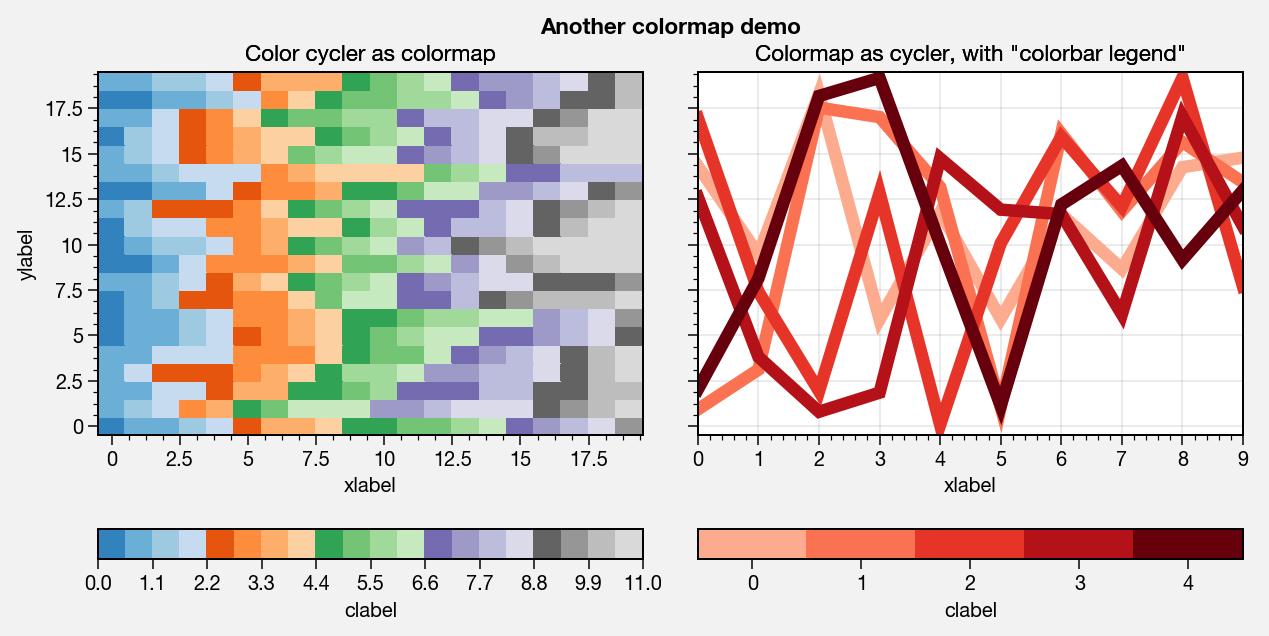 Another colormap demo
Color cycler as colormap
Colormap as cycler, with "colorbar legend"
17.5
15
12.5
10
7.5
5
2.5
0
ylabel
0 2.5 5 7.5 10 12.5 15 17.5
xlabel
0 1 2 3 4 5 6 7 8 9
xlabel
0.0 1.1 2.2 3.3 4.4 5.5 6.6 7.7 8.8 9.9 11.0
clabel
0 1 2 3 4
clabel